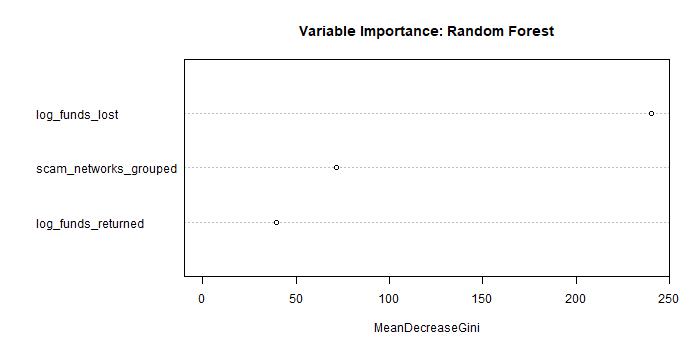 Variable Importance: Random Forest
log_funds_lost
scam_networks_grouped
log_funds_returned
0 50 100 150 200 250
MeanDecreaseGini